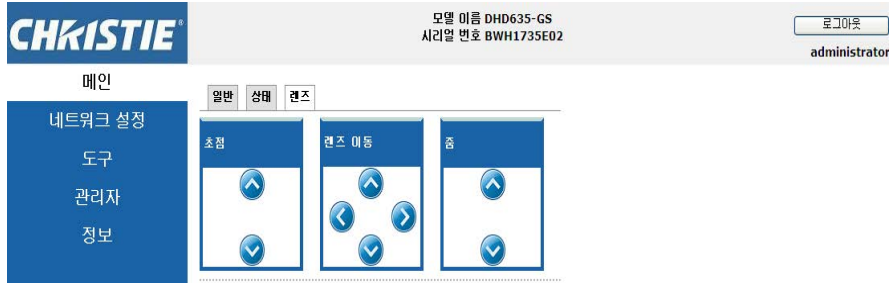 CHRISTIE®
모델 이름 DHD635-GS
시리얼 번호 BWH1735E02
로그아웃
administrator
메인
네트워크 설정
도구
관리자
정보
일반 상태 렌즈
초점
렌즈 이동
줌